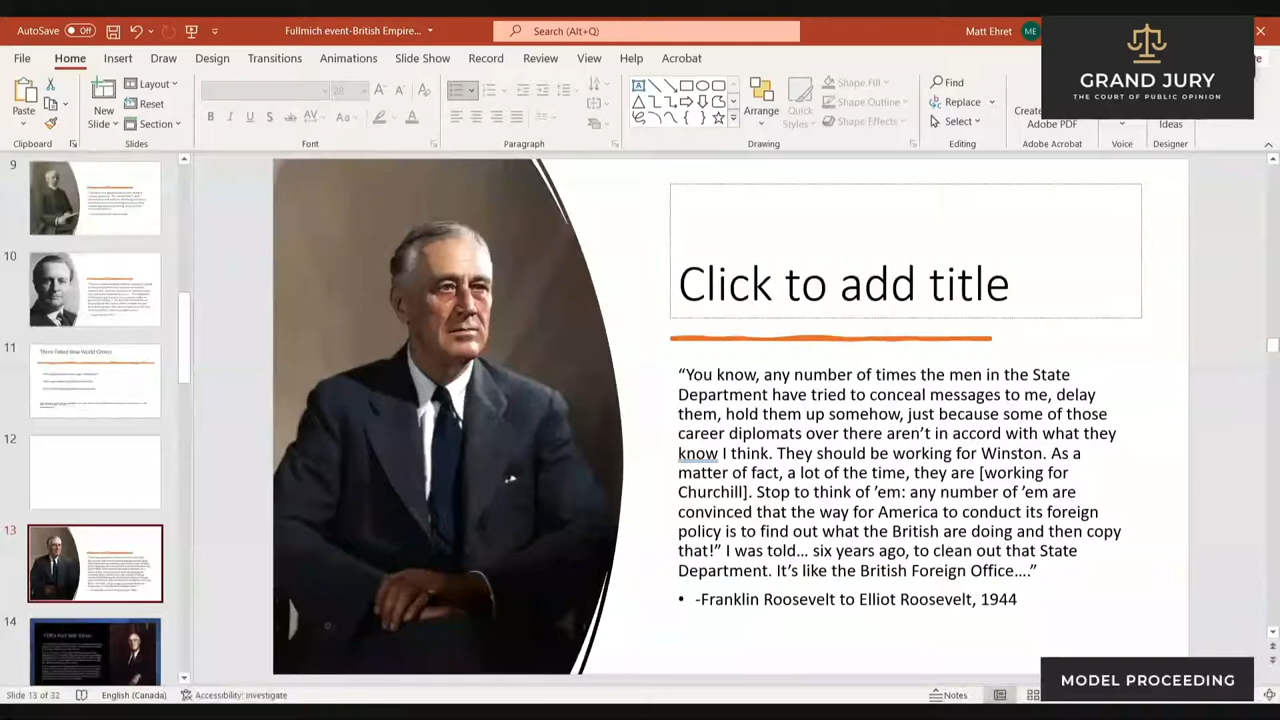 AutoSave
Off
Fullmich event-British Empire...
Search (Alt+Q)
Matt Ehret
ME
GRAND JURY
THE COURT OF PUBLIC OPINION
File Home Insert Draw Design Transitions Slide Show Animations Record Review View Help Acrobat
Paste
New
Slide
Layout
Reset
Section
28
Arrange
Quick
Styles
Shape Fill
Shape Outline
Shape Effects
Find
Replace
Select
Adobe PDF
Ideas
Clipboard
Slides
Font
Paragraph
Drawing
Editing
Adobe Acrobat
Voice
Designer
9
10
11
Three Failed New World Orders
12
13
14
Click to add title
“You know, any number of times the men in the State
Department have tried to conceal messages to me, delay
them, hold them up somehow, just because some of those
career diplomats over there aren’t in accord with what they
know I think. They should be working for Winston. As a
matter of fact, a lot of the time, they are [working for
Churchill]. Stop to think of ’em: any number of ’em are
convinced that the way for America to conduct its foreign
policy is to find out what the British are doing and then copy
that!” I was told… six years ago, to clean out that State
Department. It’s like the British Foreign Office….”
• -Franklin Roosevelt to Elliot Roosevelt, 1944
MODEL PROCEEDING
Slide 13 of 32
English (Canada)
Accessibility: Investigate
Notes